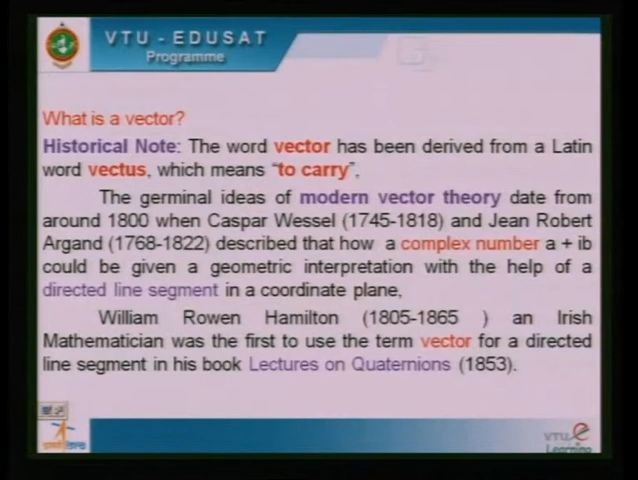 VTU - EDUSAT
Programme
What is a vector?
Historical Note: The word vector has been derived from a Latin
word vectus, which means “to carry”.
The germinal ideas of modern vector theory date from
around 1800 when Caspar Wessel (1745-1818) and Jean Robert
Argand (1768-1822) described that how a complex number a + ib
could be given a geometric interpretation with the help of a
directed line segment in a coordinate plane.
William Rowen Hamilton (1805-1865 ) an Irish
Mathematician was the first to use the term vector for a directed
line segment in his book Lectures on Quaternions (1853).
VTU e
Learning